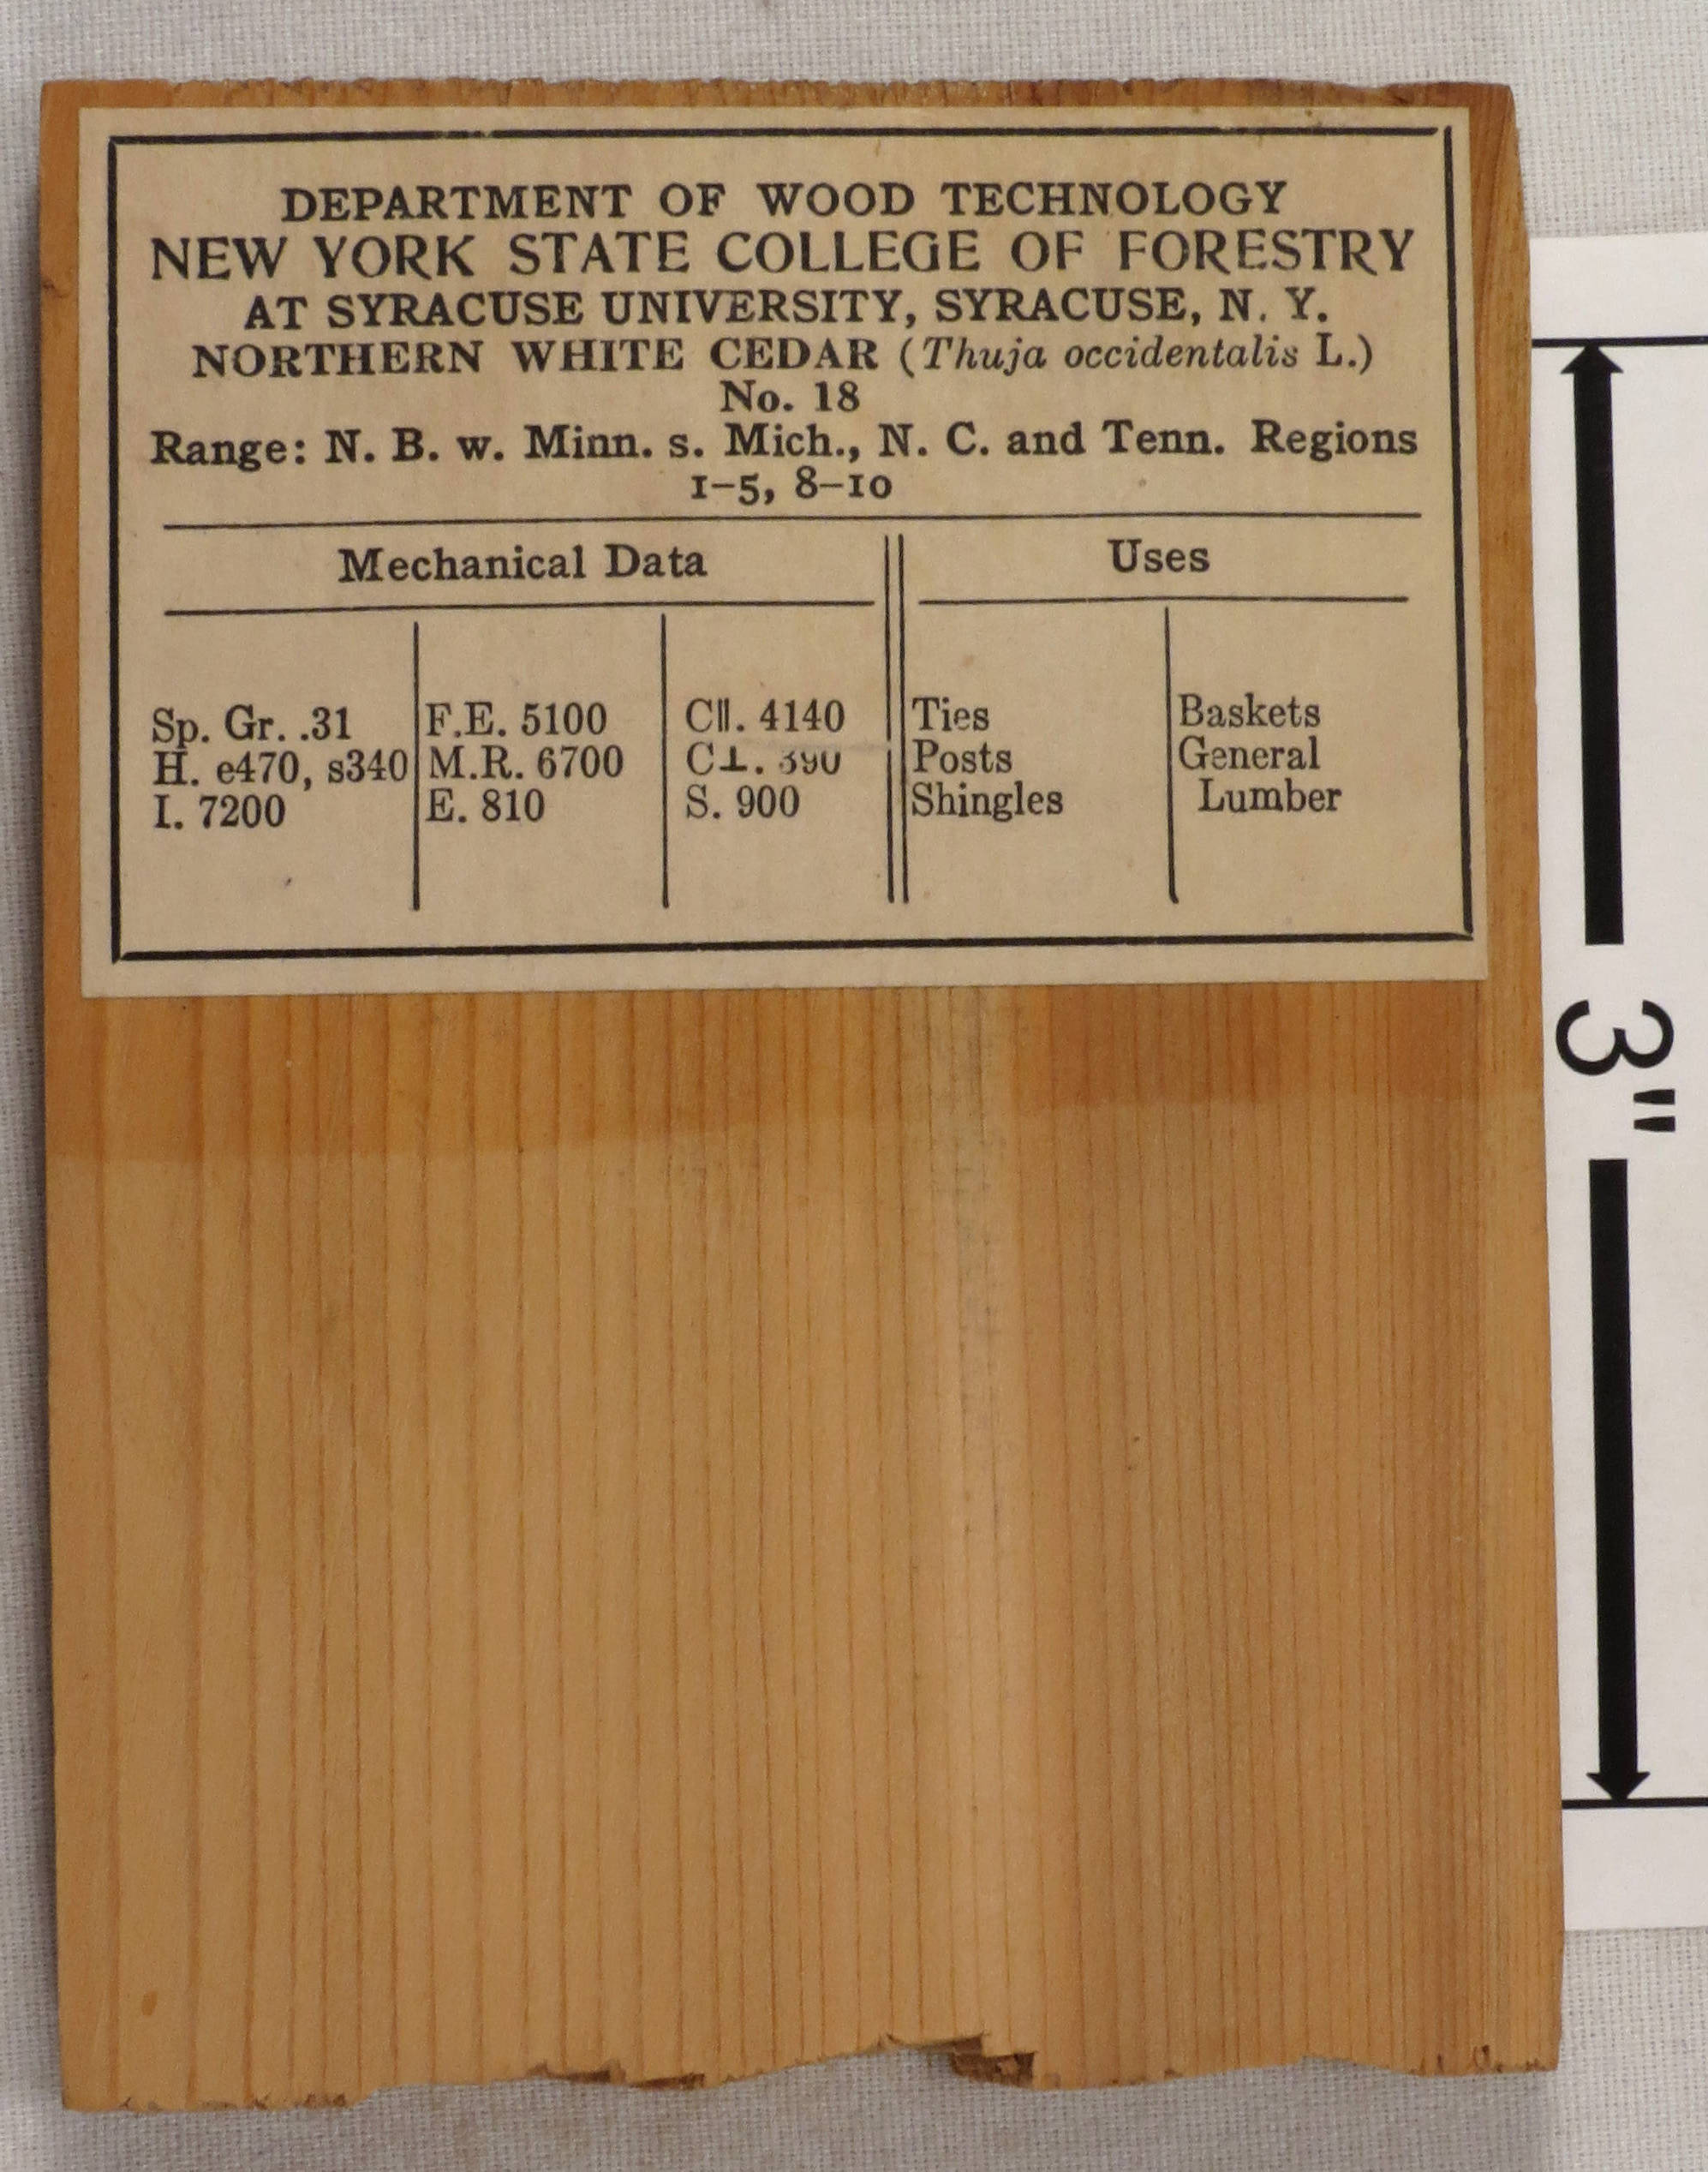 DEPARTMENT OF WOOD TECHNOLOGY
NEW YORK STATE COLLEGE OF FORESTRY
AT SYRACUSE UNIVERSITY, SYRACUSE, N. Y.
NORTHERN WHITE CEDAR (Thuja occidentalis L.)
No. 18
Range: N. B. w. Minn. s. Mich., N. C. and Tenn. Regions
1-5, 8-10
Mechanical Data
Uses
Sp. Gr. .31
H. e470, s340
I. 7200
F.E. 5100
M.R. 6700
E. 810
C∥. 4140
C⊥. 390
S. 900
Ties
Posts
Shingles
Baskets
General
Lumber
3"